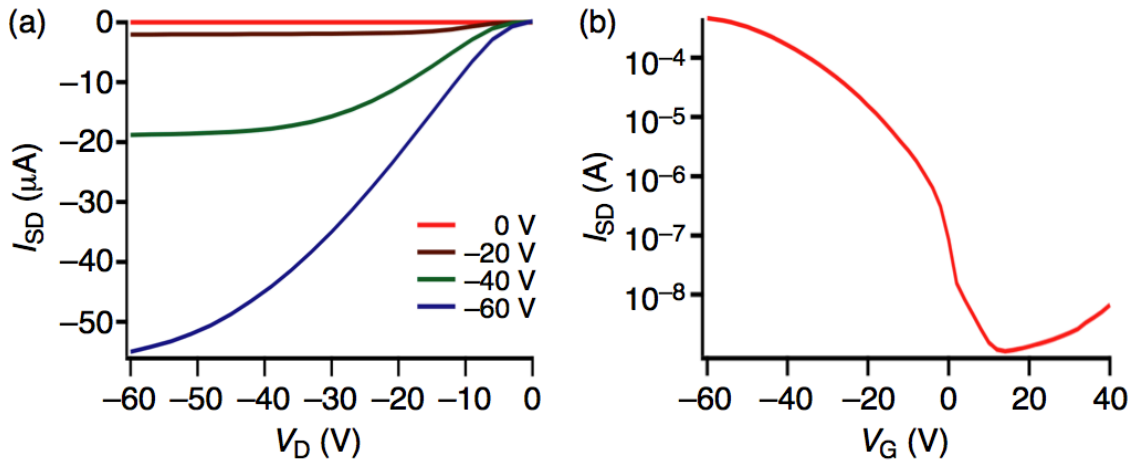 (a)
0
−10
−20
−30
−40
−50
I_SD (μA)
0 V
−20 V
−40 V
−60 V
−60 −50 −40 −30 −20 −10 0
V_D (V)
(b)
10⁻⁴
10⁻⁵
10⁻⁶
10⁻⁷
10⁻⁸
I_SD (A)
−60 −40 −20 0 20 40
V_G (V)